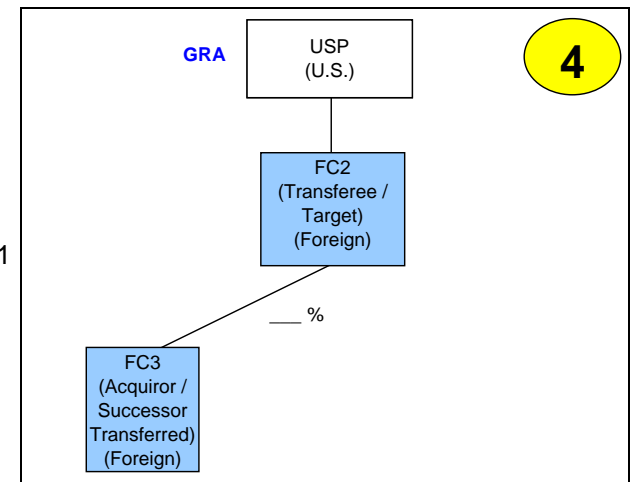 GRA
USP
(U.S.)
4
FC2
(Transferee /
Target)
(Foreign)
1
___ %
FC3
(Acquiror /
Successor
Transferred)
(Foreign)